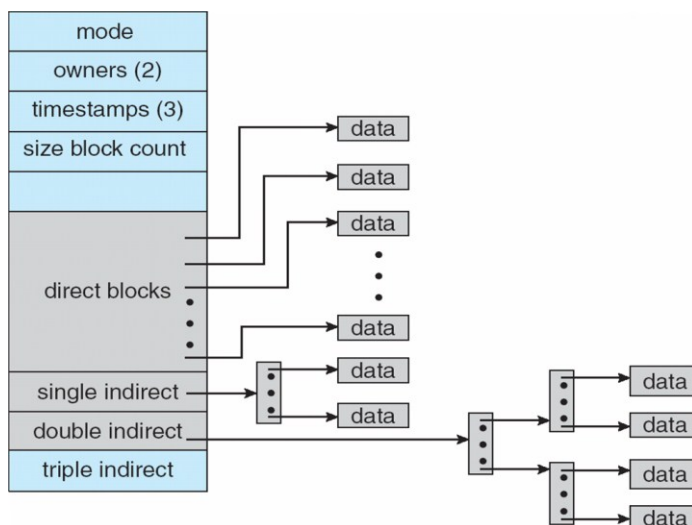 mode
owners (2)
timestamps (3)
size block count
direct blocks
single indirect
double indirect
triple indirect
data
data
data
data
data
data
data
data
data
data